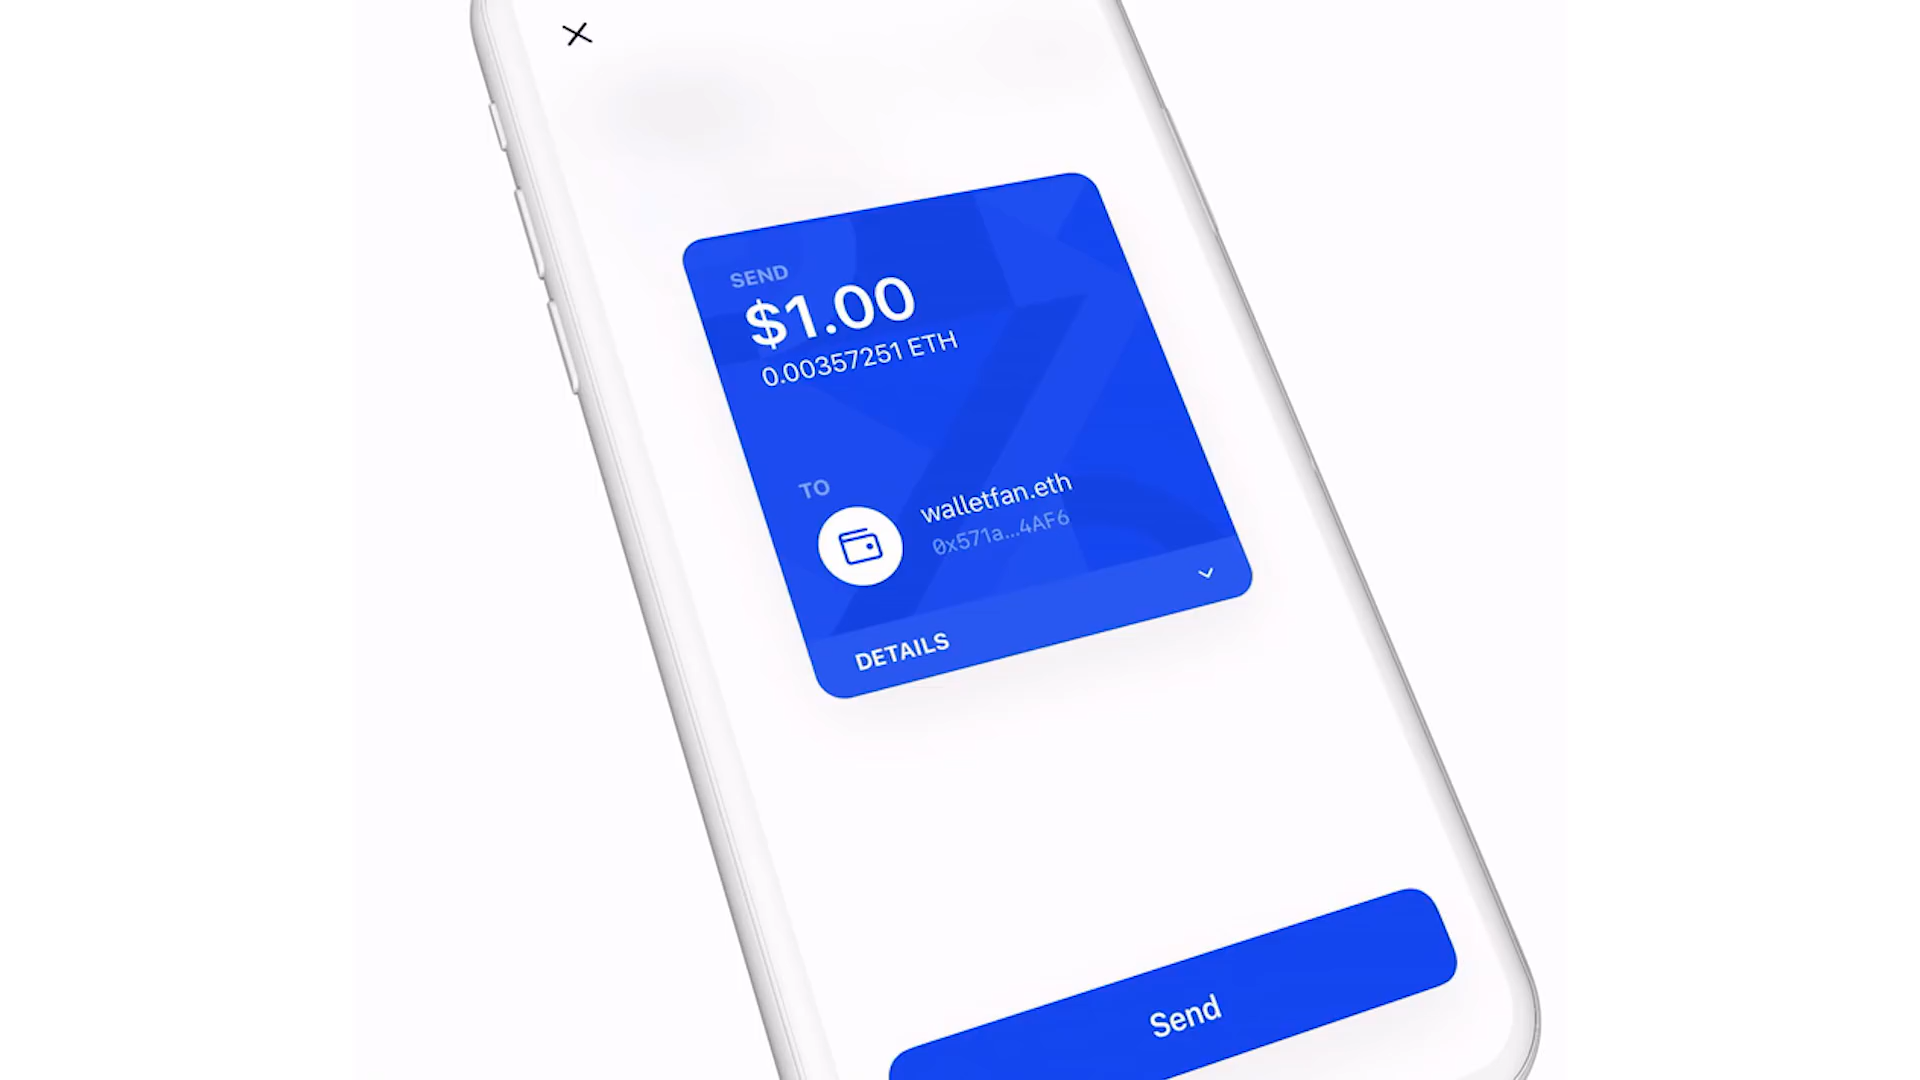 SEND
$1.00
0.00357251 ETH
TO
walletfan.eth
0x571a...4AF6
DETAILS
Send